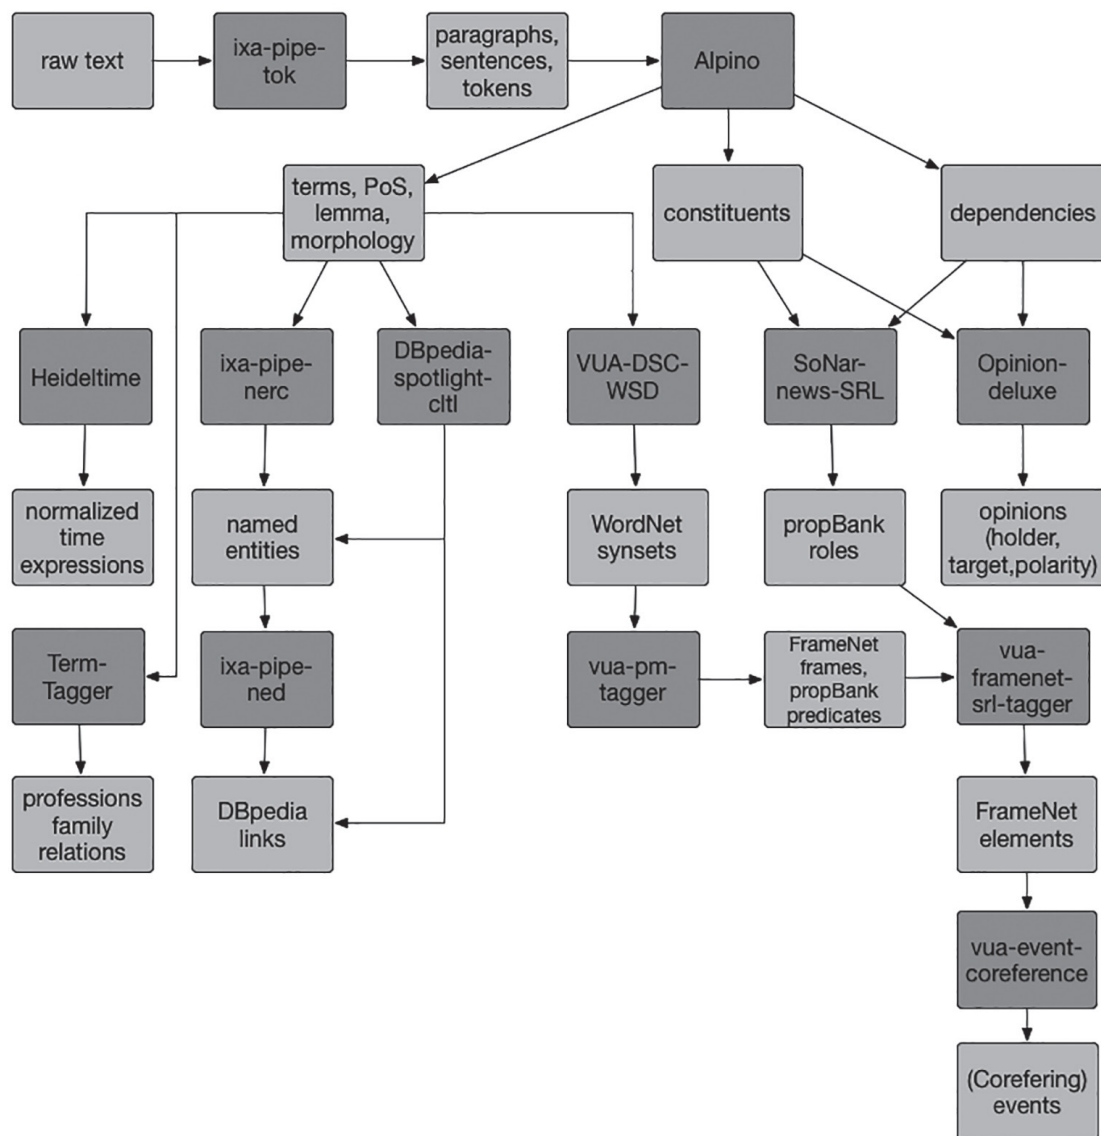 raw text
ixa-pipe-
tok
paragraphs,
sentences,
tokens
Alpino
terms, PoS,
lemma,
morphology
constituents
dependencies
Heideltime
ixa-pipe-
nerc
DBpedia-
spotlight-
cltl
VUA-DSC-
WSD
SoNar-
news-SRL
Opinion-
deluxe
normalized
time
expressions
named
entities
WordNet
synsets
propBank
roles
opinions
(holder,
target,polarity)
Term-
Tagger
ixa-pipe-
ned
vua-pm-
tagger
FrameNet
frames,
propBank
predicates
vua-
framenet-
srl-tagger
professions
family
relations
DBpedia
links
FrameNet
elements
vua-event-
coreference
(Corefering)
events